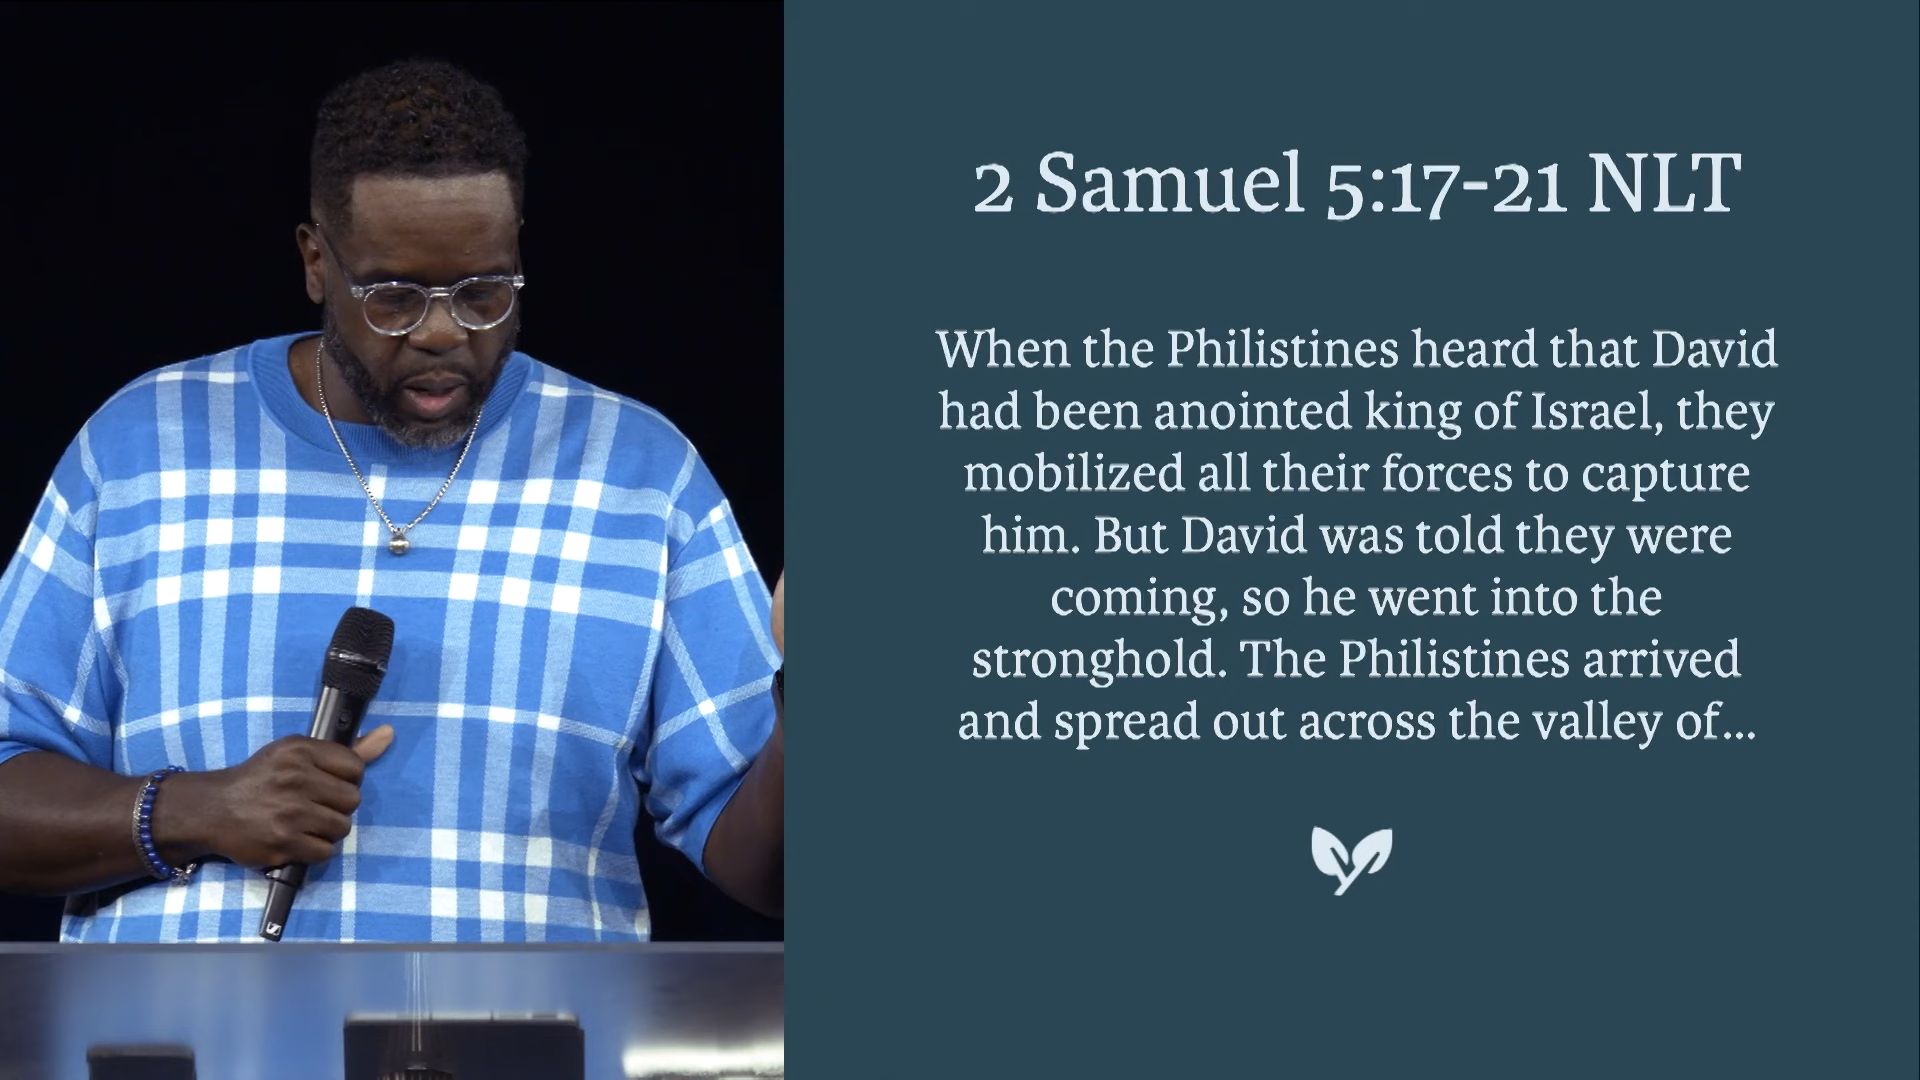 2 Samuel 5:17-21 NLT
When the Philistines heard that David
had been anointed king of Israel, they
mobilized all their forces to capture
him. But David was told they were
coming, so he went into the
stronghold. The Philistines arrived
and spread out across the valley of...